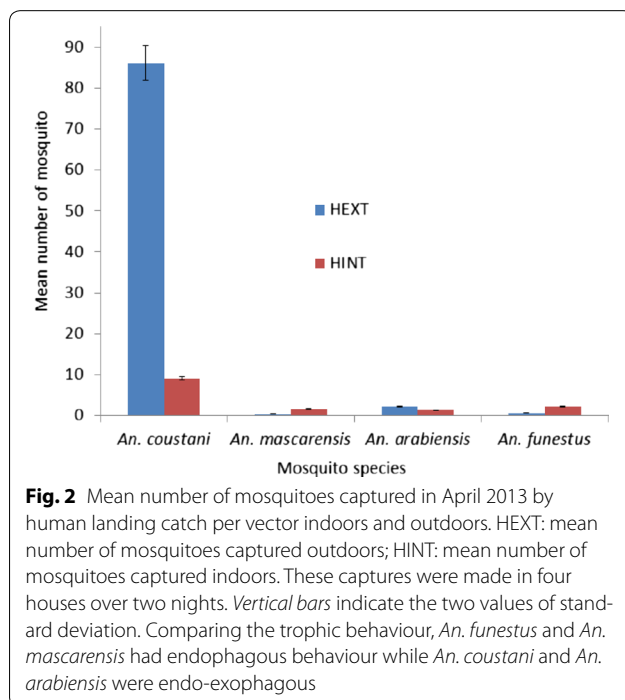 90
80
70
60
50
40
30
20
10
0
Mean number of mosquito
HEXT
HINT
An. coustani An. mascarensis An. arabiensis An. funestus
Mosquito species
Fig. 2 Mean number of mosquitoes captured in April 2013 by
human landing catch per vector indoors and outdoors. HEXT: mean
number of mosquitoes captured outdoors; HINT: mean number of
mosquitoes captured indoors. These captures were made in four
houses over two nights. Vertical bars indicate the two values of stand-
ard deviation. Comparing the trophic behaviour, An. funestus and An.
mascarensis had endophagous behaviour while An. coustani and An.
arabiensis were endo-exophagous